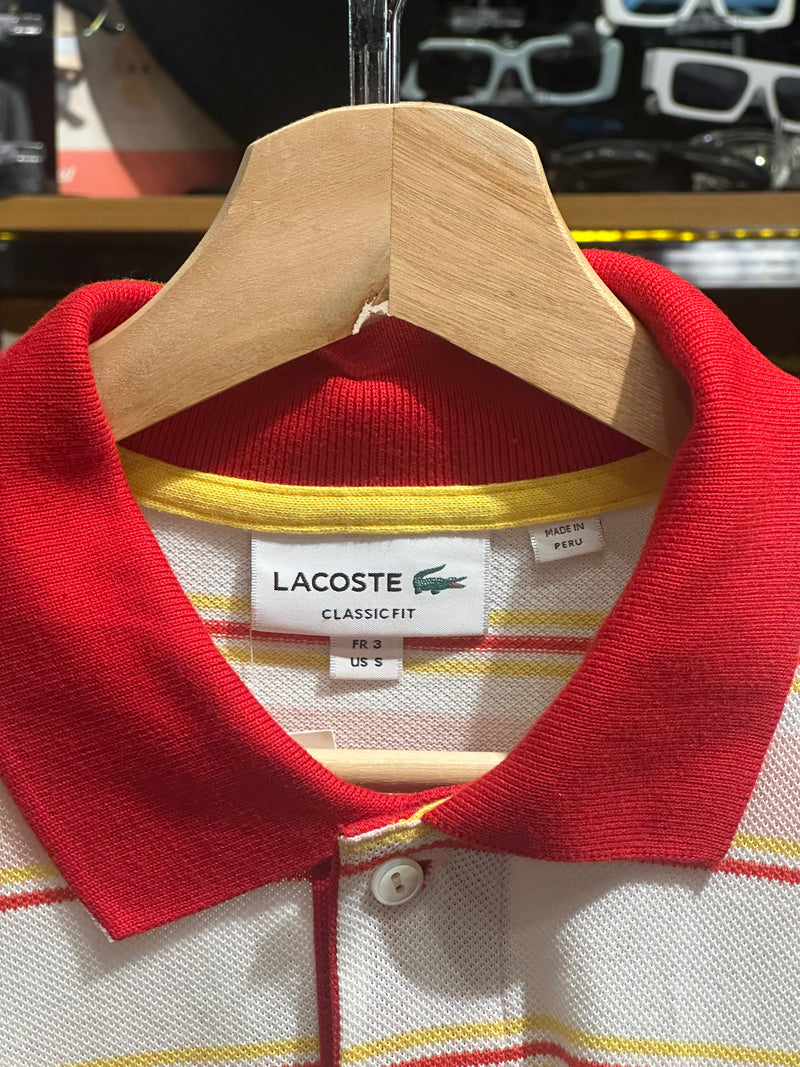 LACOSTE
CLASSIC FIT
FR 3
US S
MADE IN
PERU